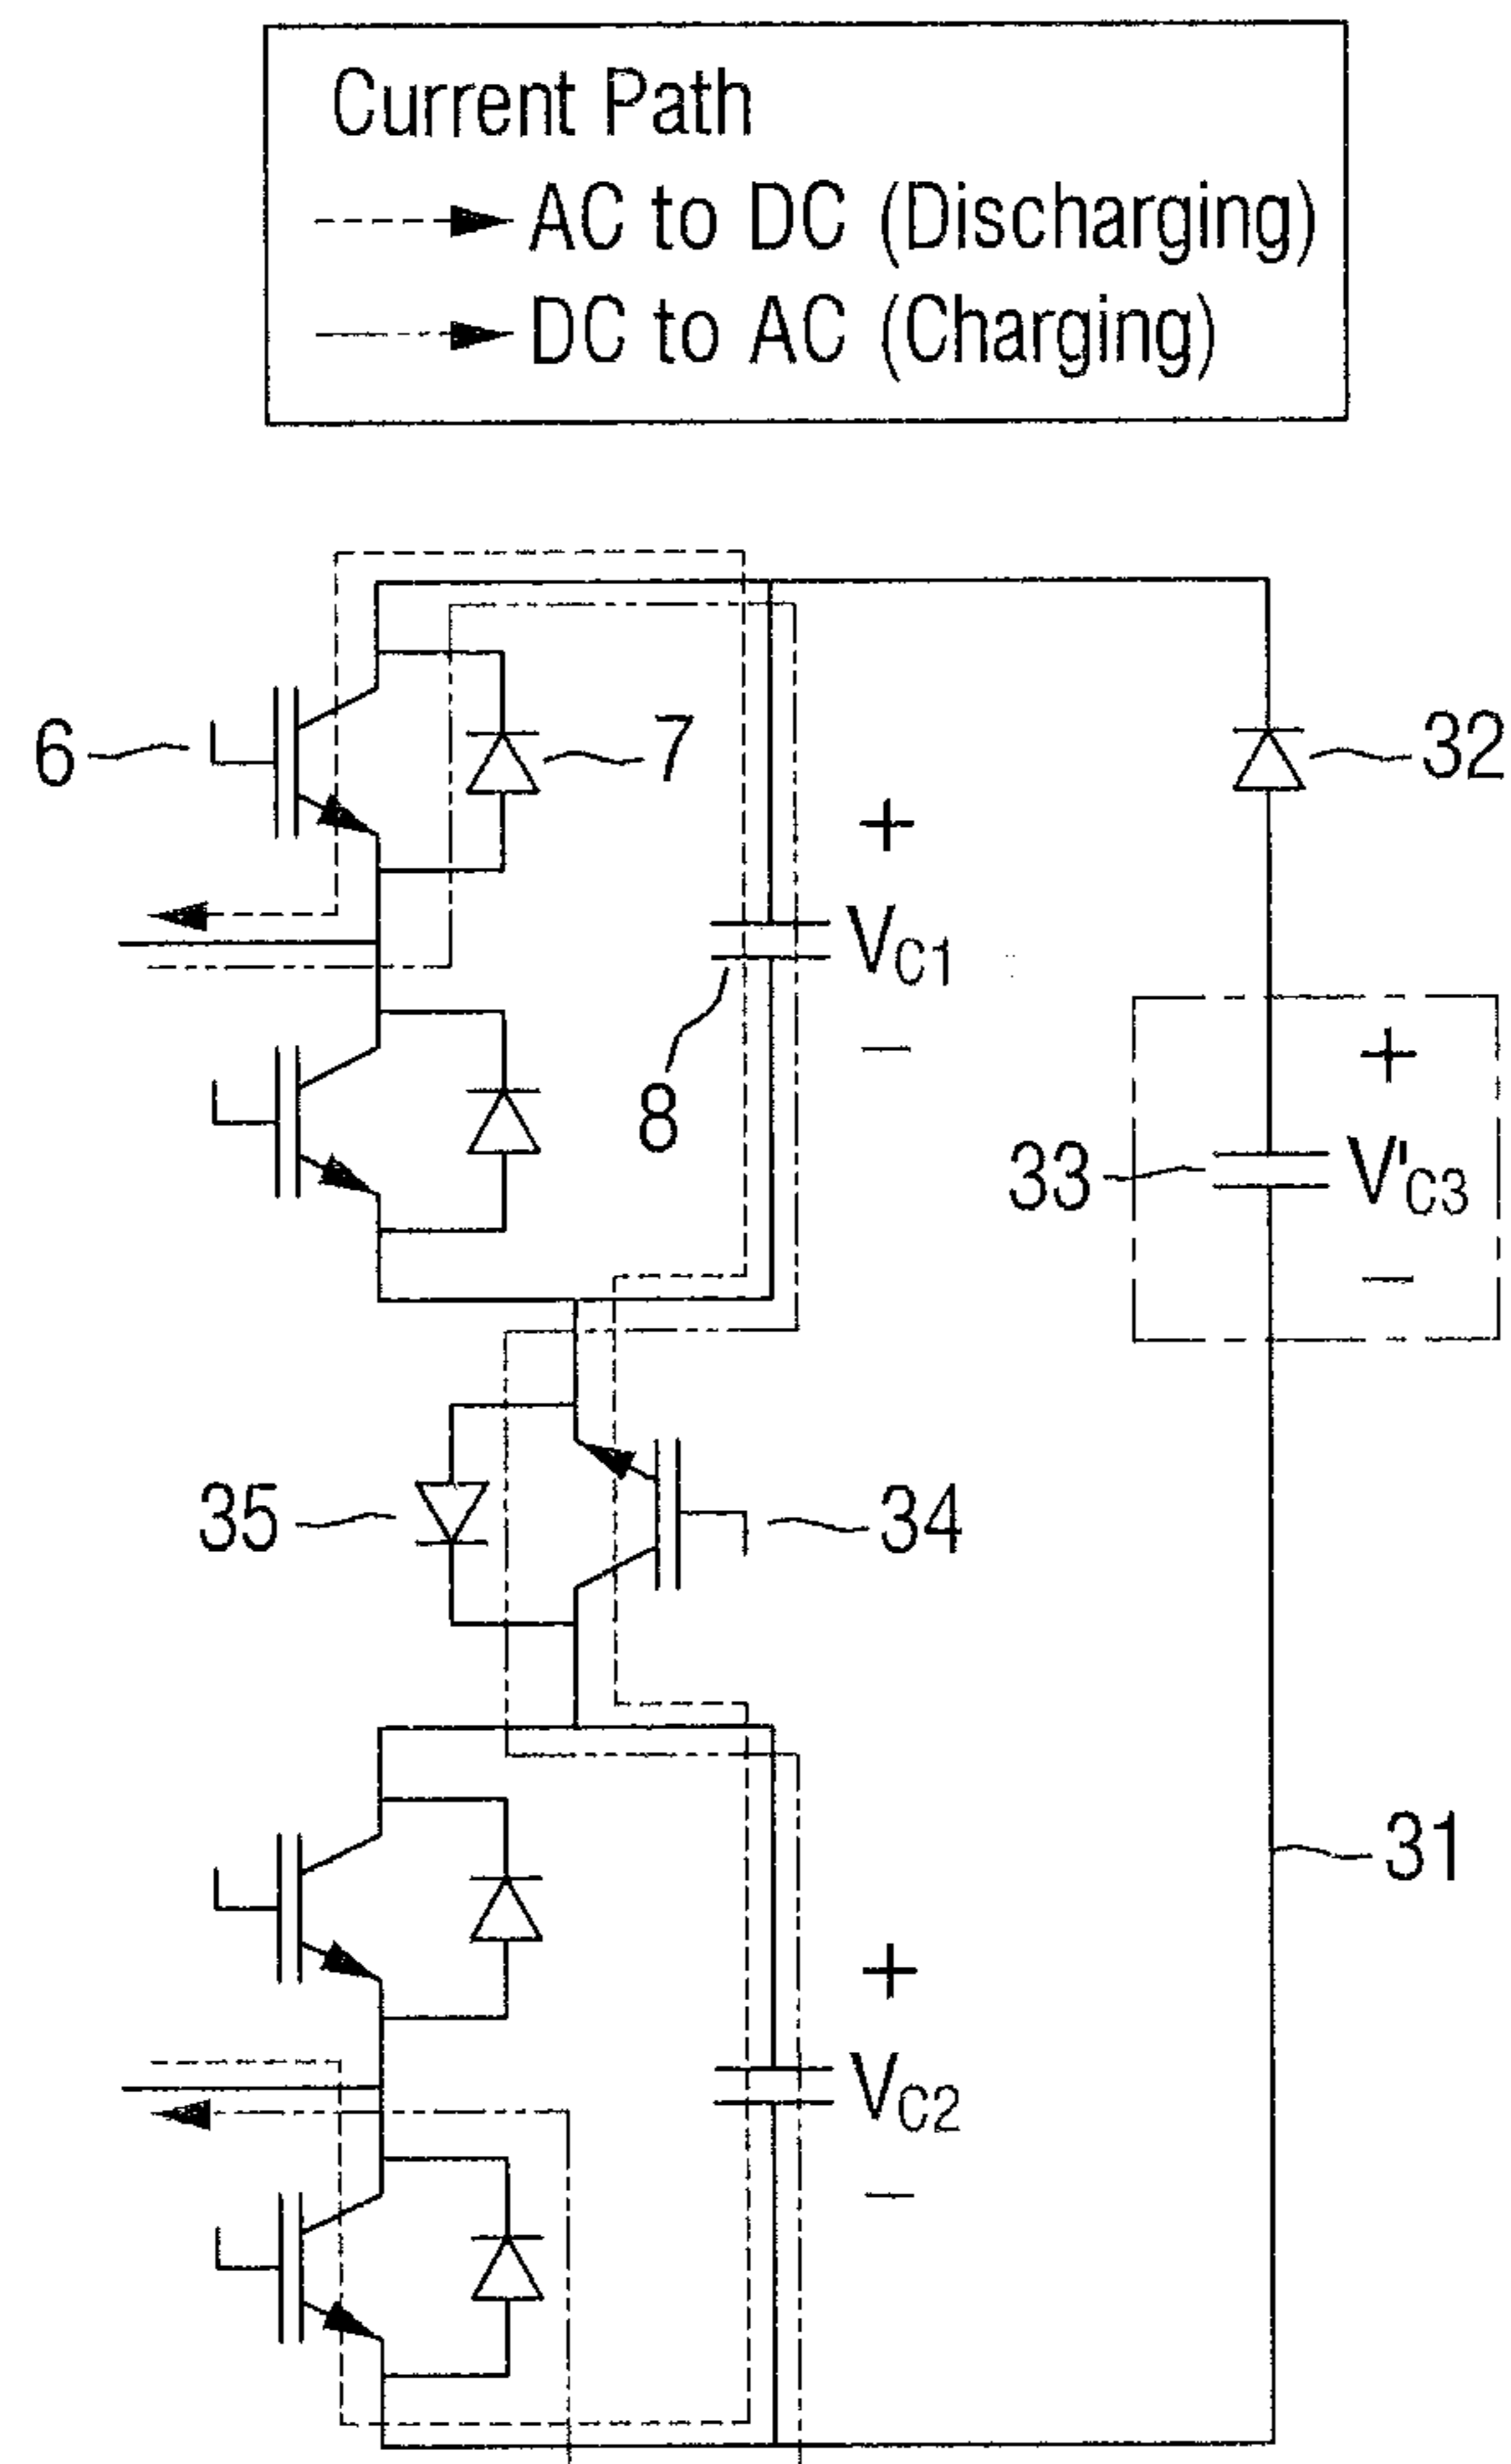 Current Path
AC to DC (Discharging)
DC to AC (Charging)
6
7
32
+
VC1
−
8
+
33
V'C3
−
35
34
31
+
VC2
−